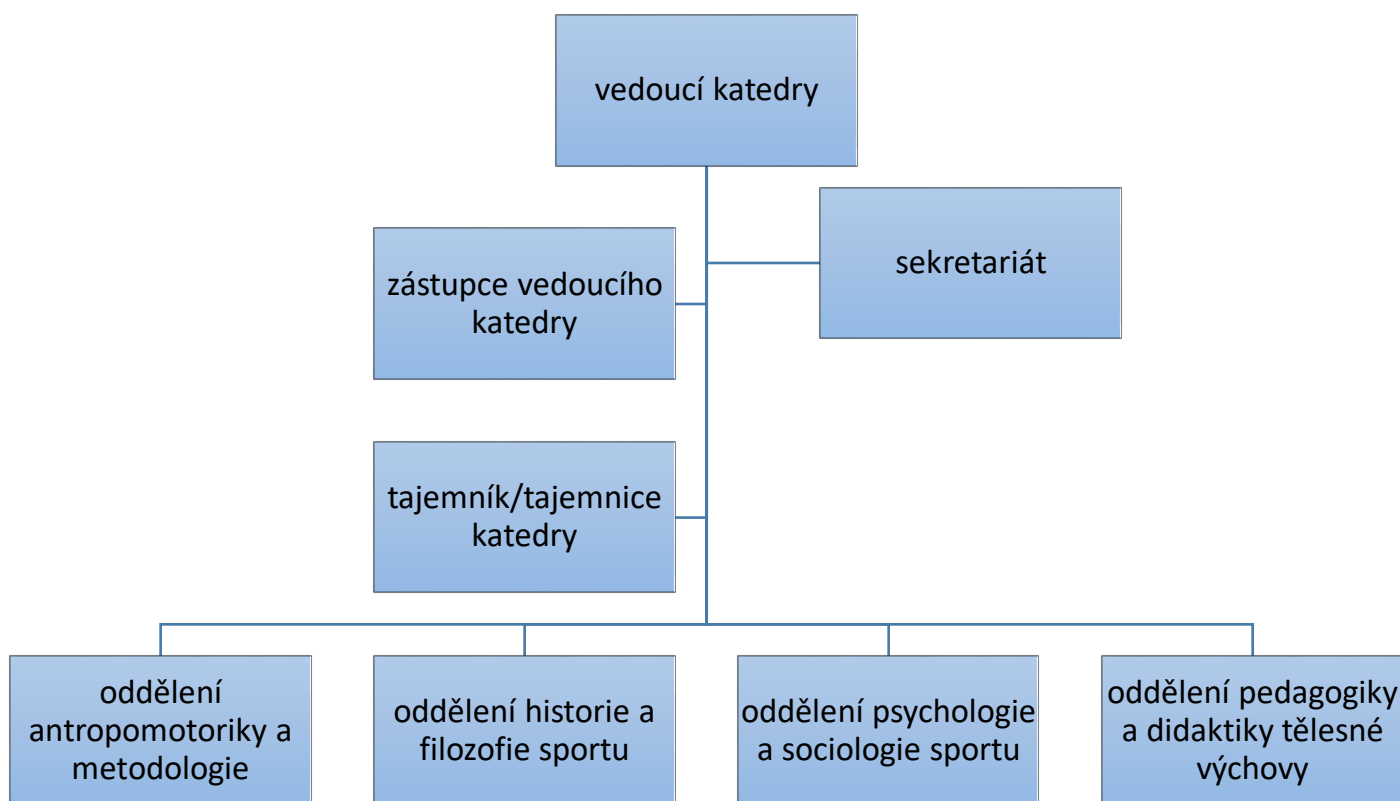 vedoucí katedry
sekretariát
zástupce vedoucího
katedry
tajemník/tajemnice
katedry
oddělení
antropomotoriky a
metodologie
oddělení historie a
filozofie sportu
oddělení psychologie
a sociologie sportu
oddělení pedagogiky
a didaktiky tělesné
výchovy